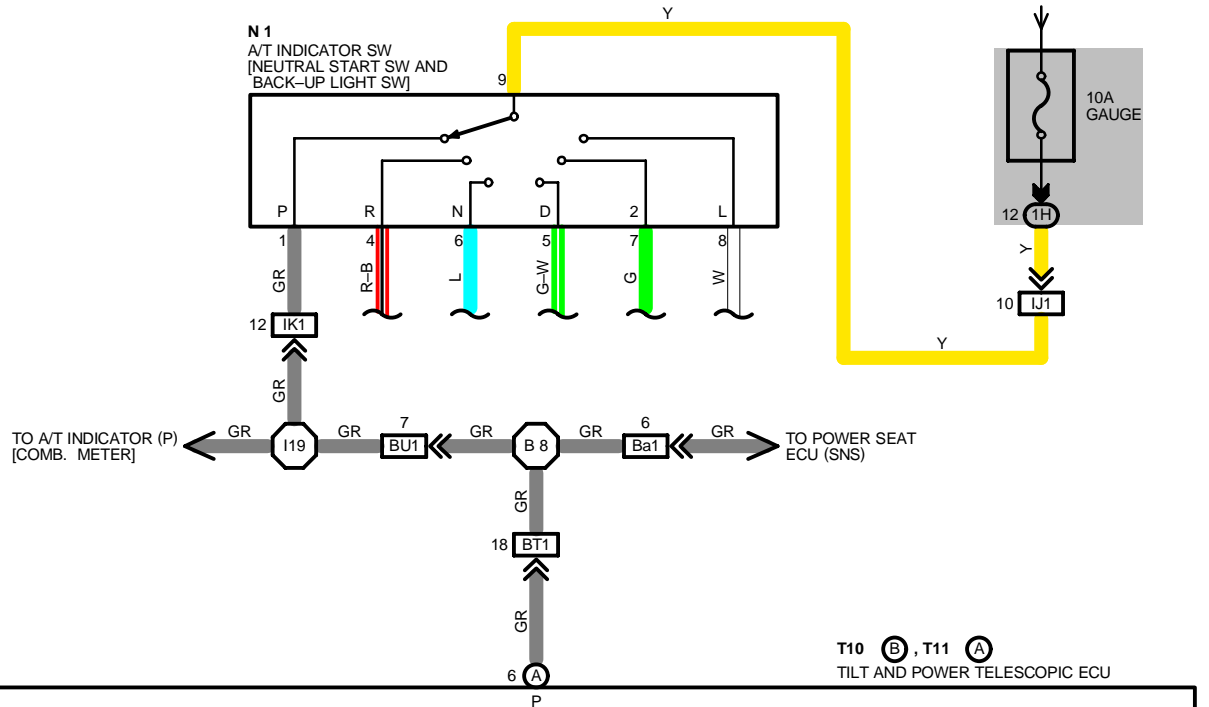 Y
N 1
A/T INDICATOR SW
[NEUTRAL START SW AND
BACK–UP LIGHT SW]
9
10A
GAUGE
12 1H
P R N D 2 L
1 4 6 5 7 8
GR R–B L G–W G W
Y
10 IJ1
12 IK1
Y
GR
7 6
TO A/T INDICATOR (P)
[COMB. METER]
GR I19 GR BU1 GR B 8 GR Ba1 GR
TO POWER SEAT
ECU (SNS)
GR
18 BT1
GR
T10 B , T11 A
TILT AND POWER TELESCOPIC ECU
6 A
P